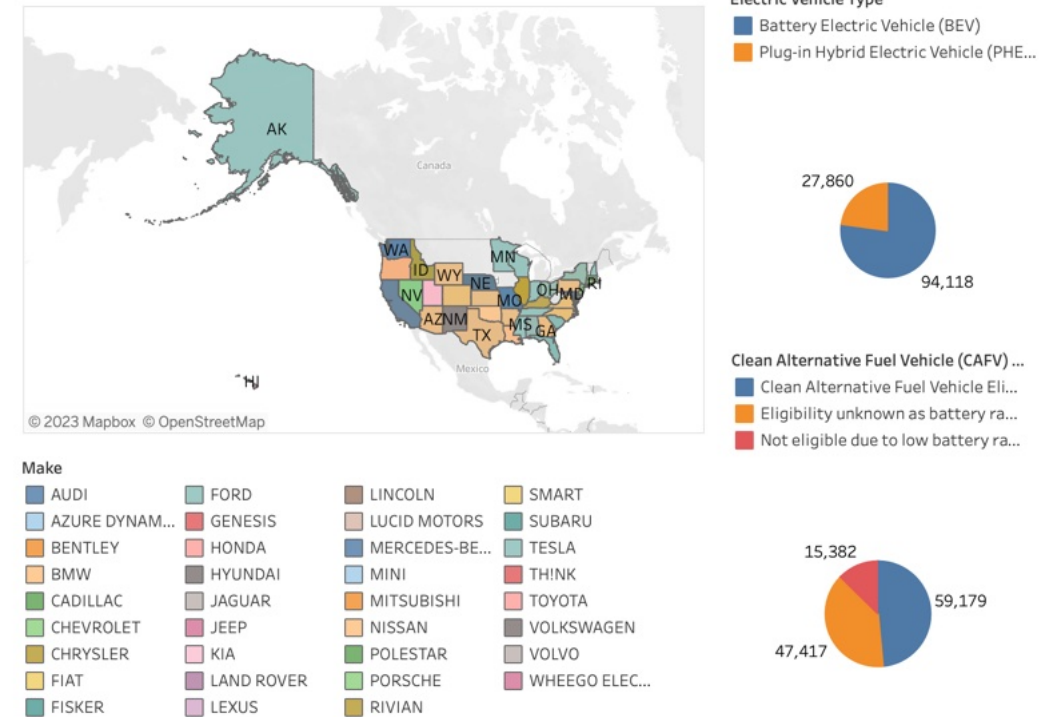 Electric Vehicle Type
Battery Electric Vehicle (BEV)
Plug-in Hybrid Electric Vehicle (PHE...
AK
Canada
WA
MN
ID
WY
NE
RI
NV
OH
MD
MO
AZ
NM
MS
GA
TX
Mexico
HI
© 2023 Mapbox © OpenStreetMap
27,860
94,118
Clean Alternative Fuel Vehicle (CAFV) ...
Clean Alternative Fuel Vehicle Eli...
Eligibility unknown as battery ra...
Not eligible due to low battery ra...
15,382
59,179
47,417
Make
AUDI
AZURE DYNAM...
BENTLEY
BMW
CADILLAC
CHEVROLET
CHRYSLER
FIAT
FISKER
FORD
GENESIS
HONDA
HYUNDAI
JAGUAR
JEEP
KIA
LAND ROVER
LEXUS
LINCOLN
LUCID MOTORS
MERCEDES-BE...
MINI
MITSUBISHI
NISSAN
POLESTAR
PORSCHE
RIVIAN
SMART
SUBARU
TESLA
TH!NK
TOYOTA
VOLKSWAGEN
VOLVO
WHEEGO ELEC...